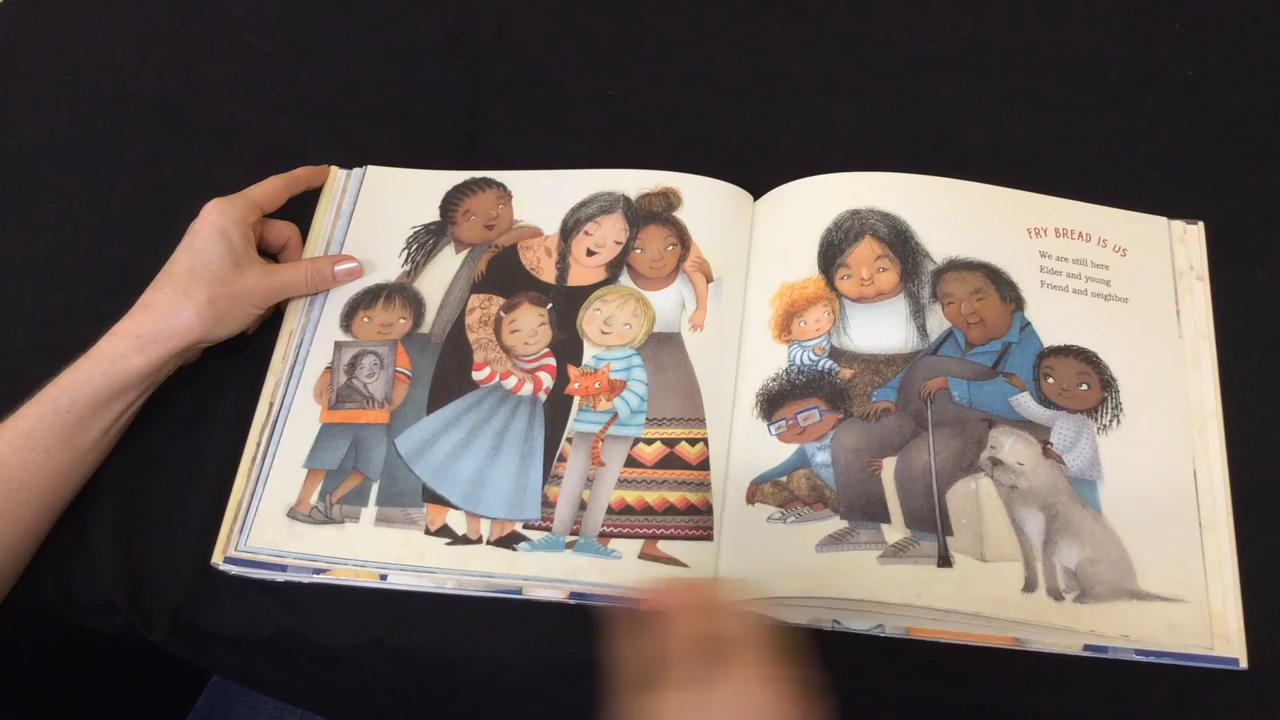 FRY BREAD IS US
We are still here
Elder and young
Friend and neighbor